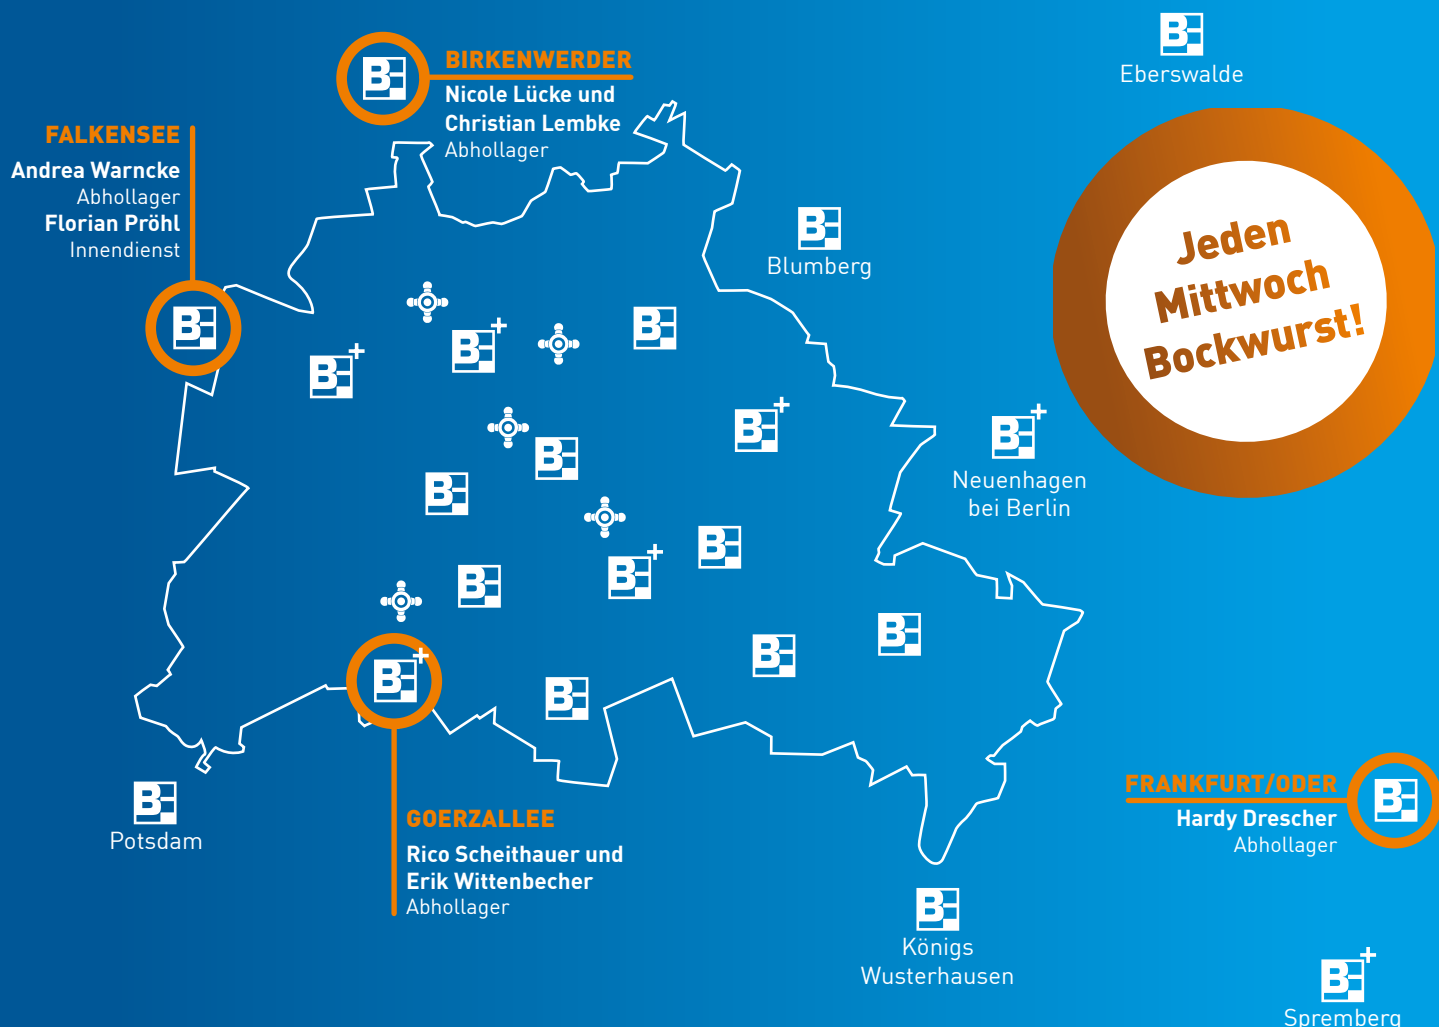 BIRKENWERDER
Nicole Lücke und
Christian Lembke
Abhollager
Eberswalde
FALKENSEE
Andrea Warncke
Abhollager
Florian Pröhl
Innendienst
Jeden
Mittwoch
Bockwurst!
Blumberg
Neuenhagen
bei Berlin
Potsdam
GOERZALLEE
Rico Scheithauer und
Erik Wittenbecher
Abhollager
FRANKFURT/ODER
Hardy Drescher
Abhollager
Königs
Wusterhausen
Spremberg